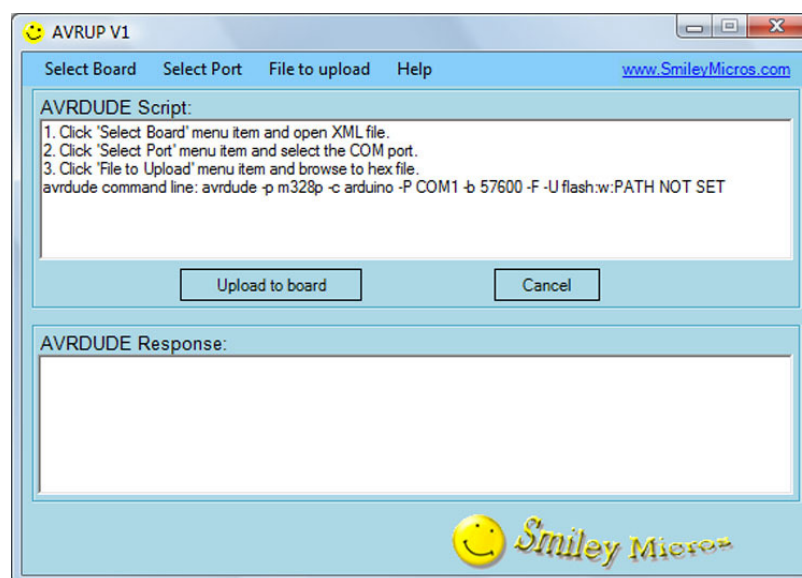 AVRUP V1
Select Board Select Port File to upload Help www.SmileyMicros.com
AVRDUDE Script:
1. Click 'Select Board' menu item and open XML file.
2. Click 'Select Port' menu item and select the COM port.
3. Click 'File to Upload' menu item and browse to hex file.
avrdude command line: avrdude -p m328p -c arduino -P COM1 -b 57600 -F -U flash:w:PATH NOT SET
Upload to board Cancel
AVRDUDE Response:
Smiley Micros